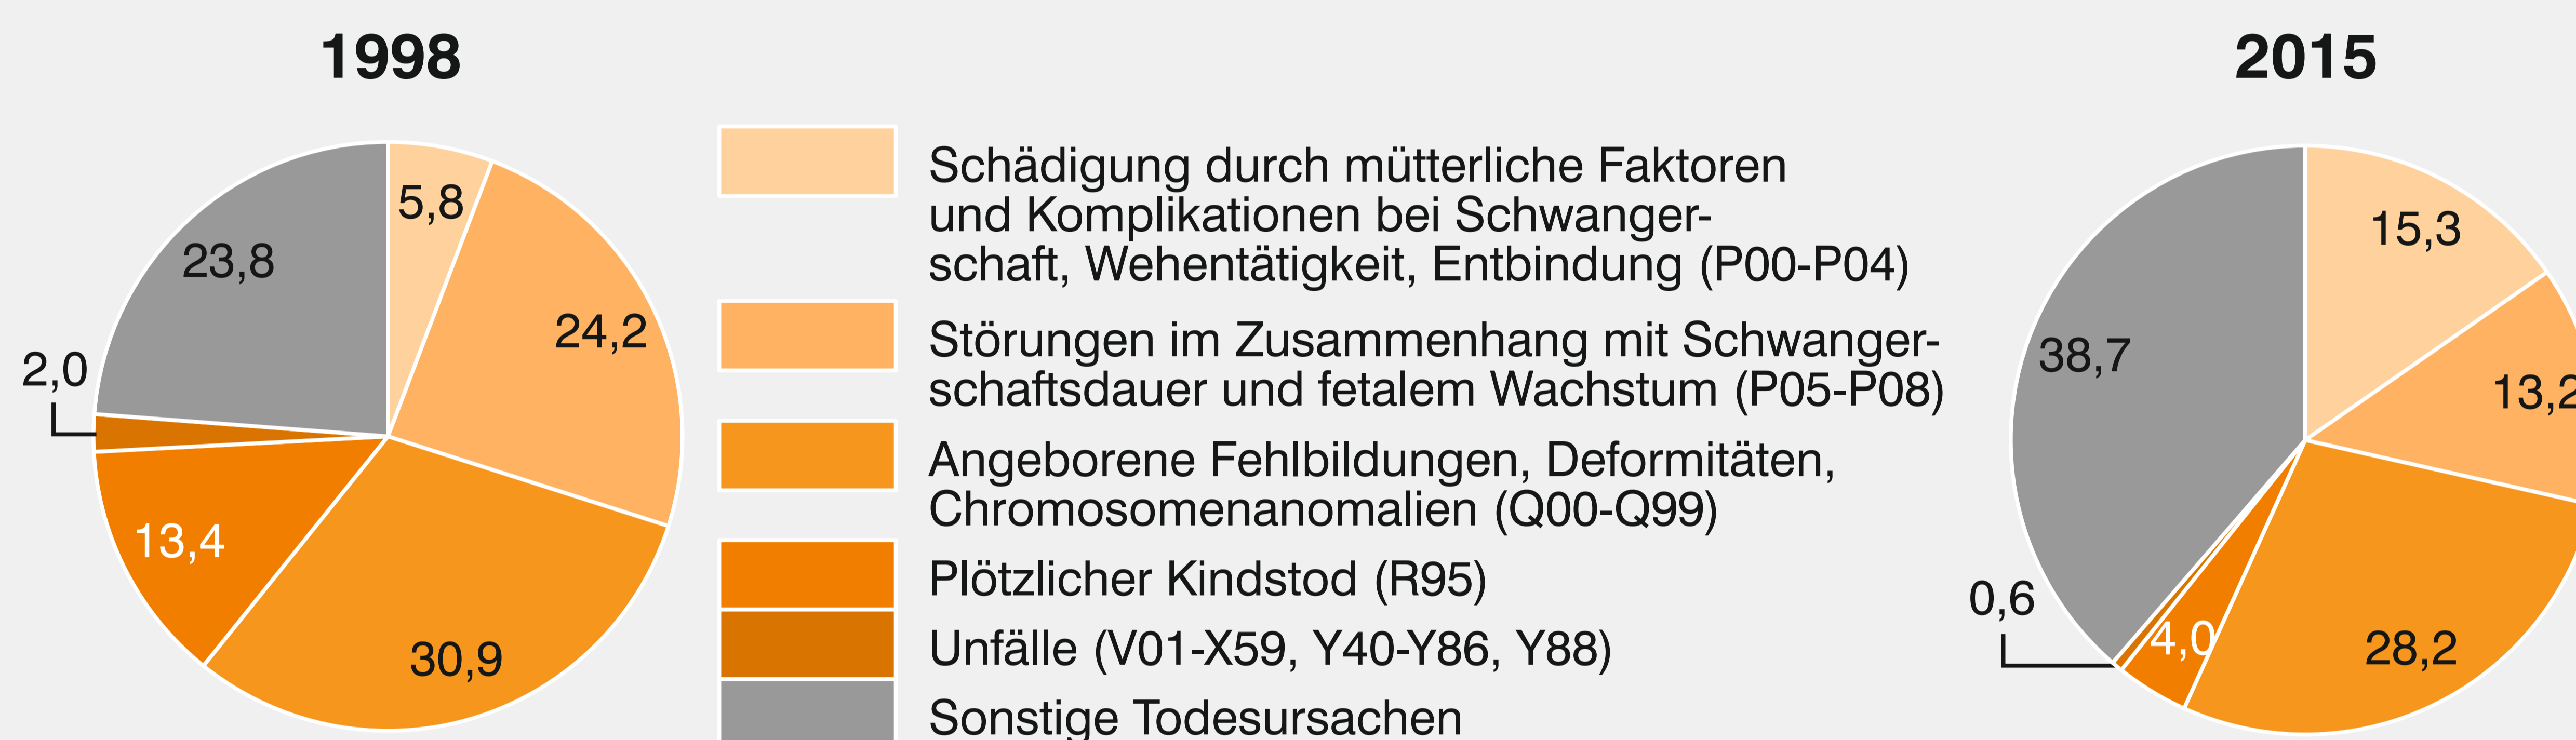 1998
5,8
24,2
30,9
13,4
2,0
23,8
Schädigung durch mütterliche Faktoren
und Komplikationen bei Schwanger-
schaft, Wehentätigkeit, Entbindung (P00-P04)
Störungen im Zusammenhang mit Schwanger-
schaftsdauer und fetalem Wachstum (P05-P08)
Angeborene Fehlbildungen, Deformitäten,
Chromosomenanomalien (Q00-Q99)
Plötzlicher Kindstod (R95)
Unfälle (V01-X59, Y40-Y86, Y88)
Sonstige Todesursachen
2015
15,3
13,2
28,2
4,0
0,6
38,7